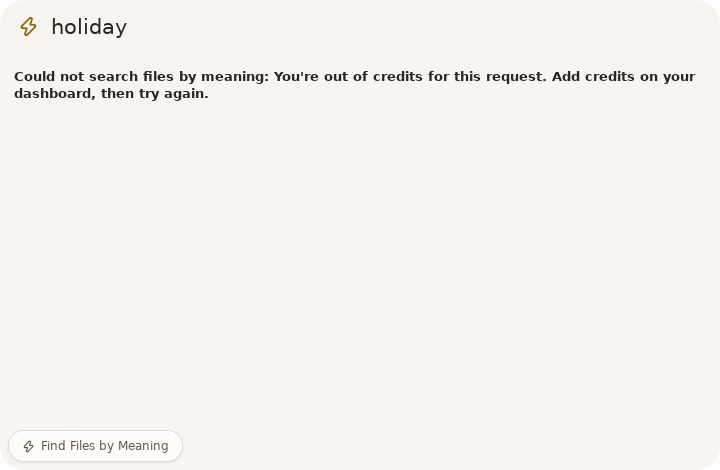 holiday
Could not search files by meaning: You're out of credits for this request. Add credits on your
dashboard, then try again.
Find Files by Meaning